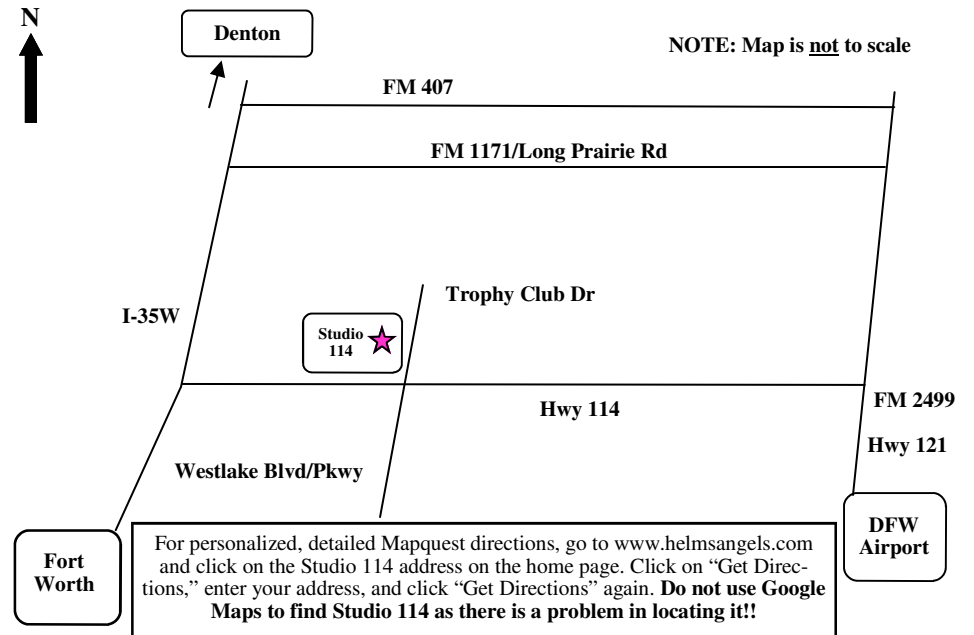 N
Denton
NOTE: Map is not to scale
FM 407
FM 1171/Long Prairie Rd
Trophy Club Dr
I-35W
Studio
114
Hwy 114
FM 2499
Hwy 121
Westlake Blvd/Pkwy
Fort
Worth
DFW
Airport
For personalized, detailed Mapquest directions, go to www.helmsangels.com
and click on the Studio 114 address on the home page. Click on “Get Direc-
tions,” enter your address, and click “Get Directions” again. Do not use Google
Maps to find Studio 114 as there is a problem in locating it!!